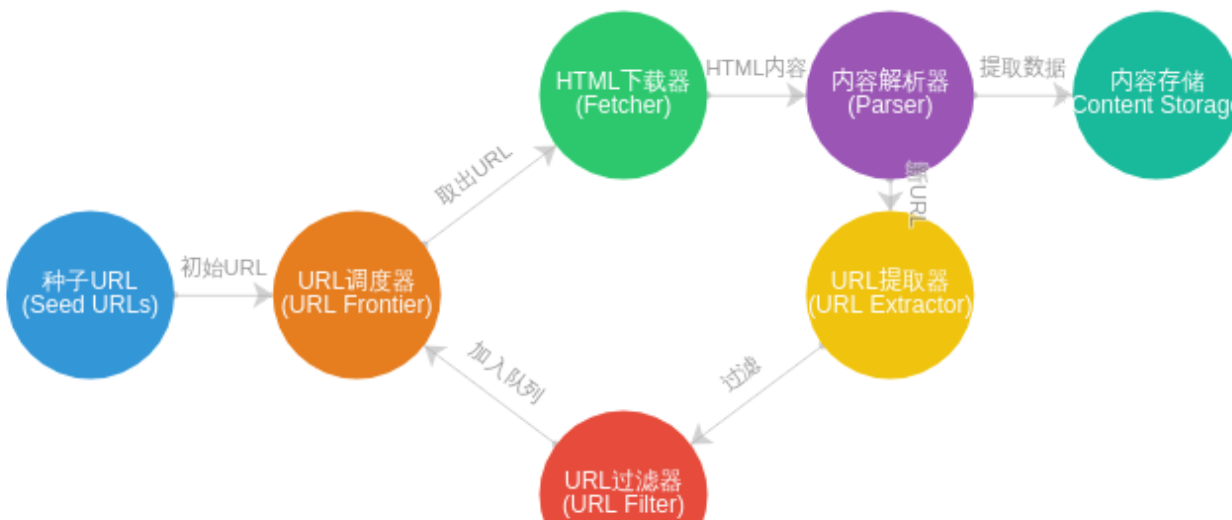 HTML下载器
(Fetcher)
HTML内容
内容解析器
(Parser)
提取数据
内容存储
Content Storage
取出URL
新URL
种子URL
(Seed URLs)
初始URL
URL调度器
(URL Frontier)
URL提取器
(URL Extractor)
加入队列
过滤
URL过滤器
(URL Filter)